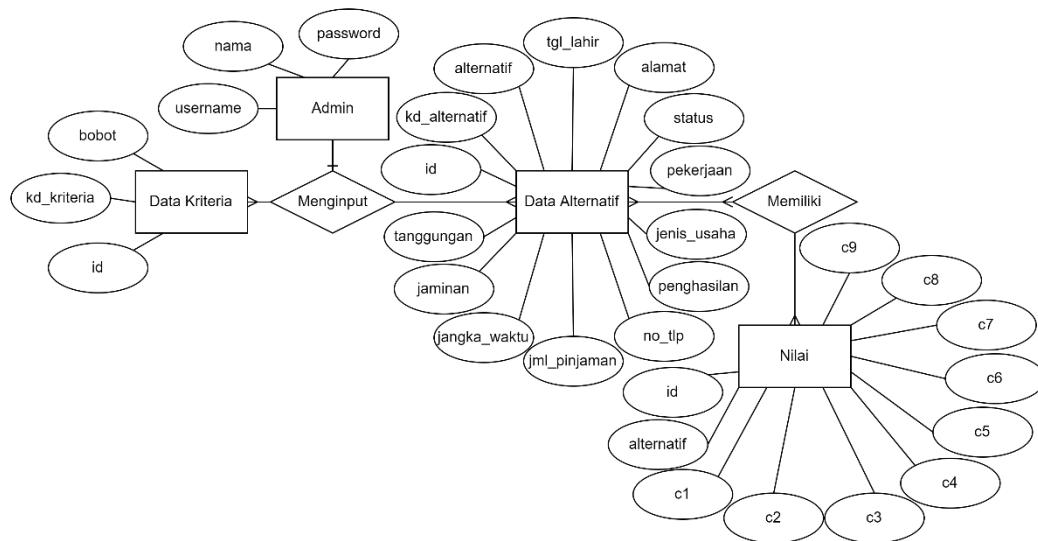 tgl_lahir
password
nama
alternatif
alamat
username
Admin
kd_alternatif
status
bobot
id
pekerjaan
kd_kriteria
Data Kriteria
Menginput
Data Alternatif
Memiliki
id
tanggungan
jenis_usaha
jaminan
penghasilan
c9
c8
jangka_waktu
jml_pinjaman
no_tlp
c7
Nilai
id
c6
alternatif
c5
c1
c2
c3
c4